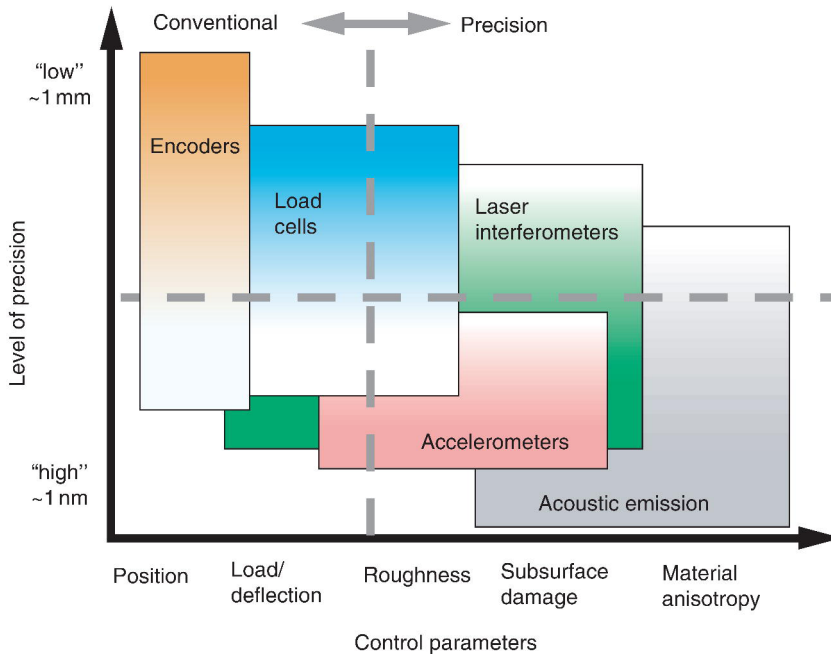 Conventional
Precision
“low”
~1 mm
Encoders
Load
cells
Laser
interferometers
Level of precision
Accelerometers
“high”
~1 nm
Acoustic emission
Position
Load/
deflection
Roughness
Subsurface
damage
Material
anisotropy
Control parameters